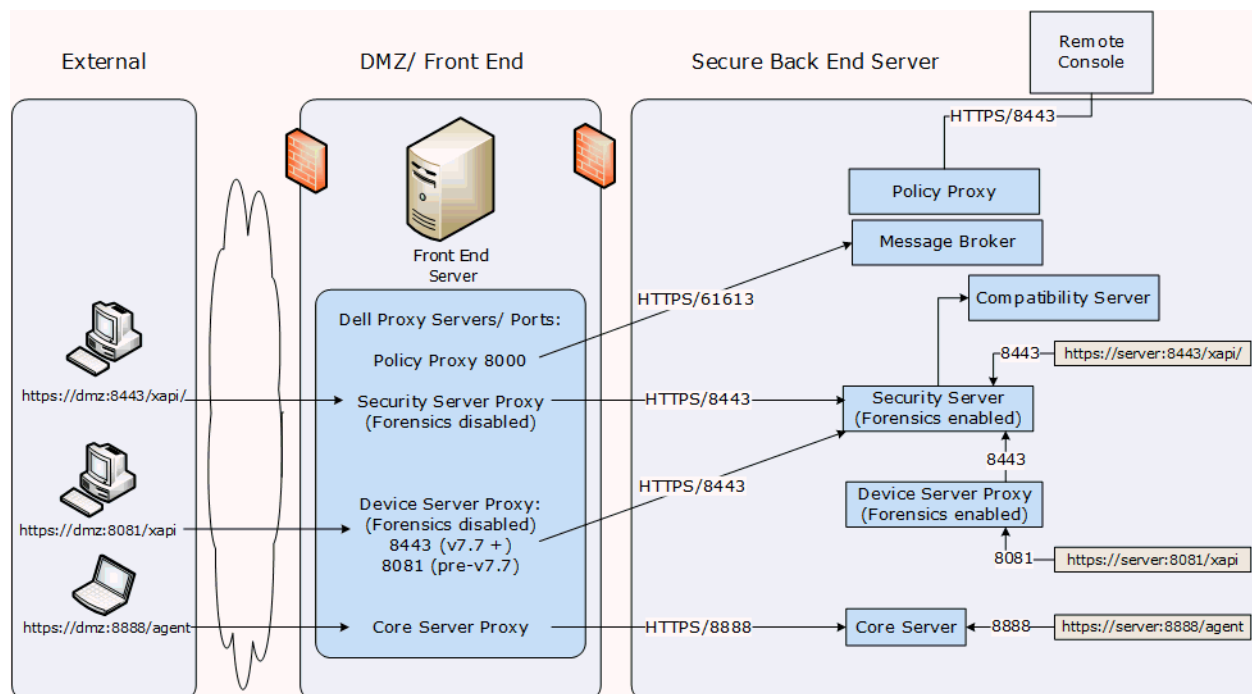 External
DMZ/ Front End
Secure Back End Server
Remote
Console
HTTPS/8443
Policy Proxy
Message Broker
Front End
Server
HTTPS/61613
Compatibility Server
Dell Proxy Servers/ Ports:
Policy Proxy 8000
8443
https://server:8443/xapi/
https://dmz:8443/xapi/
Security Server Proxy
(Forensics disabled)
HTTPS/8443
Security Server
(Forensics enabled)
8443
HTTPS/8443
Device Server Proxy
(Forensics enabled)
https://dmz:8081/xapi
Device Server Proxy:
(Forensics disabled)
8443 (v7.7 +)
8081 (pre-v7.7)
8081
https://server:8081/xapi
https://dmz:8888/agent
Core Server Proxy
HTTPS/8888
Core Server
8888
https://server:8888/agent